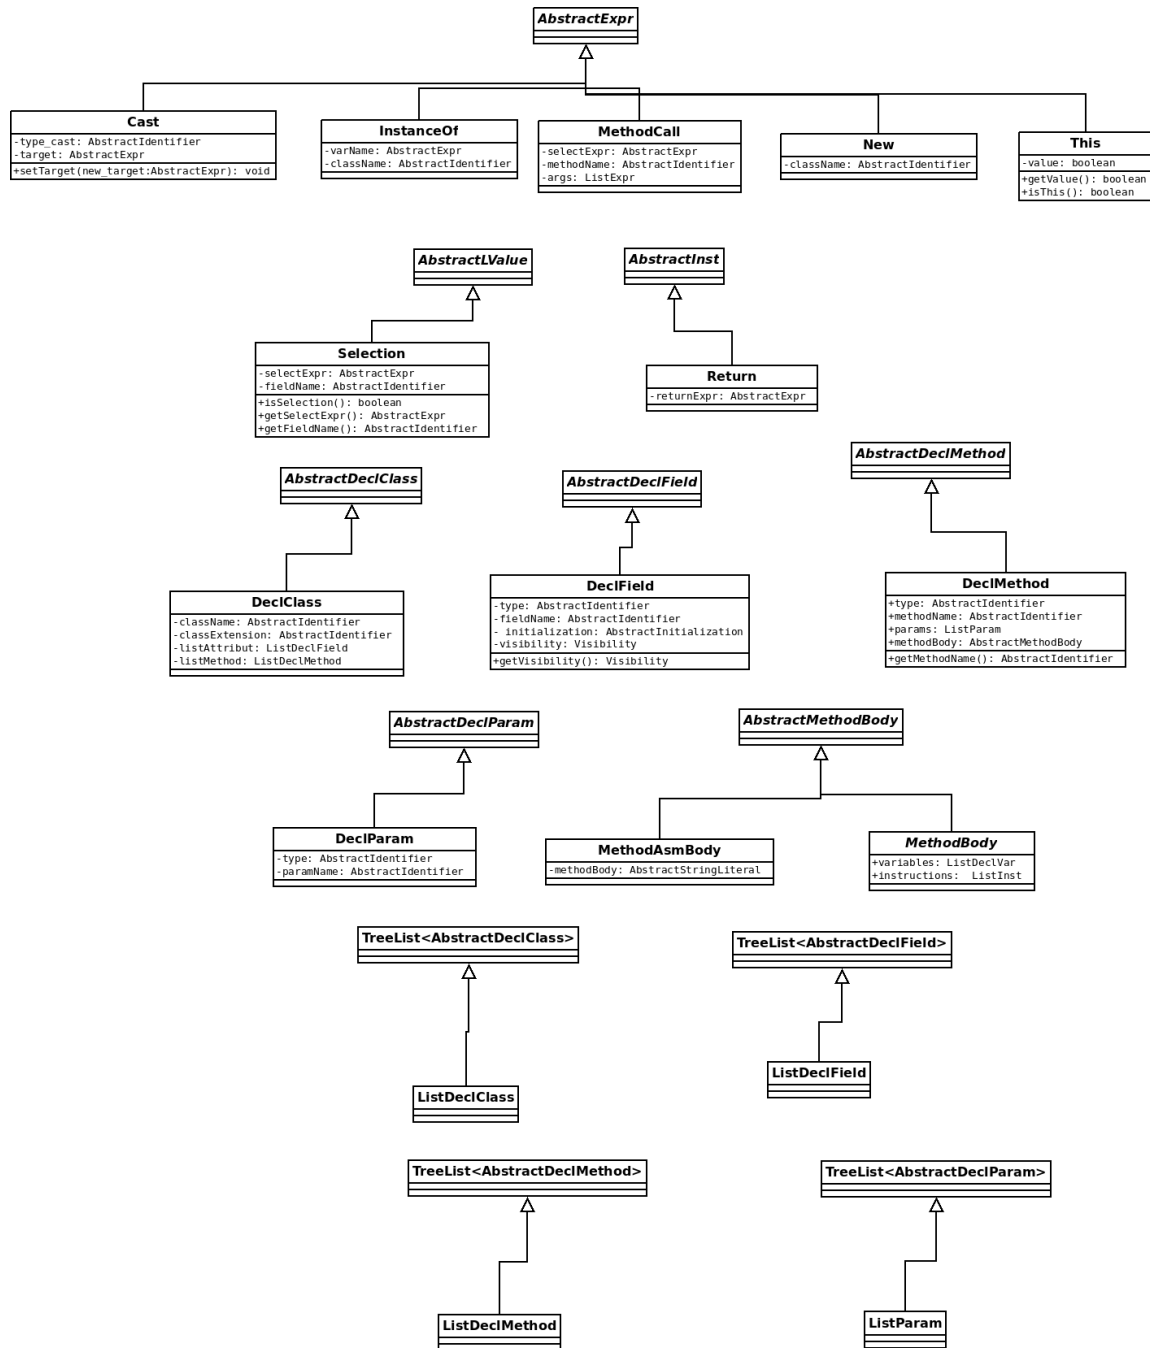 AbstractExpr
Cast
-type_cast: AbstractIdentifier
-target: AbstractExpr
+setTarget(new_target:AbstractExpr): void
InstanceOf
-varName: AbstractExpr
-className: AbstractIdentifier
MethodCall
-selectExpr: AbstractExpr
-methodName: AbstractIdentifier
-args: ListExpr
New
-className: AbstractIdentifier
This
-value: boolean
+getValue(): boolean
+isThis(): boolean
AbstractLValue
AbstractInst
Selection
-selectExpr: AbstractExpr
-fieldName: AbstractIdentifier
+isSelection(): boolean
+getSelectExpr(): AbstractExpr
+getFieldName(): AbstractIdentifier
Return
-returnExpr: AbstractExpr
AbstractDeclClass
AbstractDeclField
AbstractDeclMethod
DeclClass
-className: AbstractIdentifier
-classExtension: AbstractIdentifier
-listAttribut: ListDeclField
-listMethod: ListDeclMethod
DeclField
-type: AbstractIdentifier
-fieldName: AbstractIdentifier
- initialization: AbstractInitialization
-visibility: Visibility
+getVisibility(): Visibility
DeclMethod
+type: AbstractIdentifier
+methodName: AbstractIdentifier
+params: ListParam
+methodBody: AbstractMethodBody
+getMethodName(): AbstractIdentifier
AbstractDeclParam
AbstractMethodBody
DeclParam
-type: AbstractIdentifier
-paramName: AbstractIdentifier
MethodAsmBody
-methodBody: AbstractStringLiteral
MethodBody
+variables: ListDeclVar
+instructions:  ListInst
TreeList<AbstractDeclClass>
TreeList<AbstractDeclField>
ListDeclClass
ListDeclField
TreeList<AbstractDeclMethod>
TreeList<AbstractDeclParam>
ListDeclMethod
ListParam